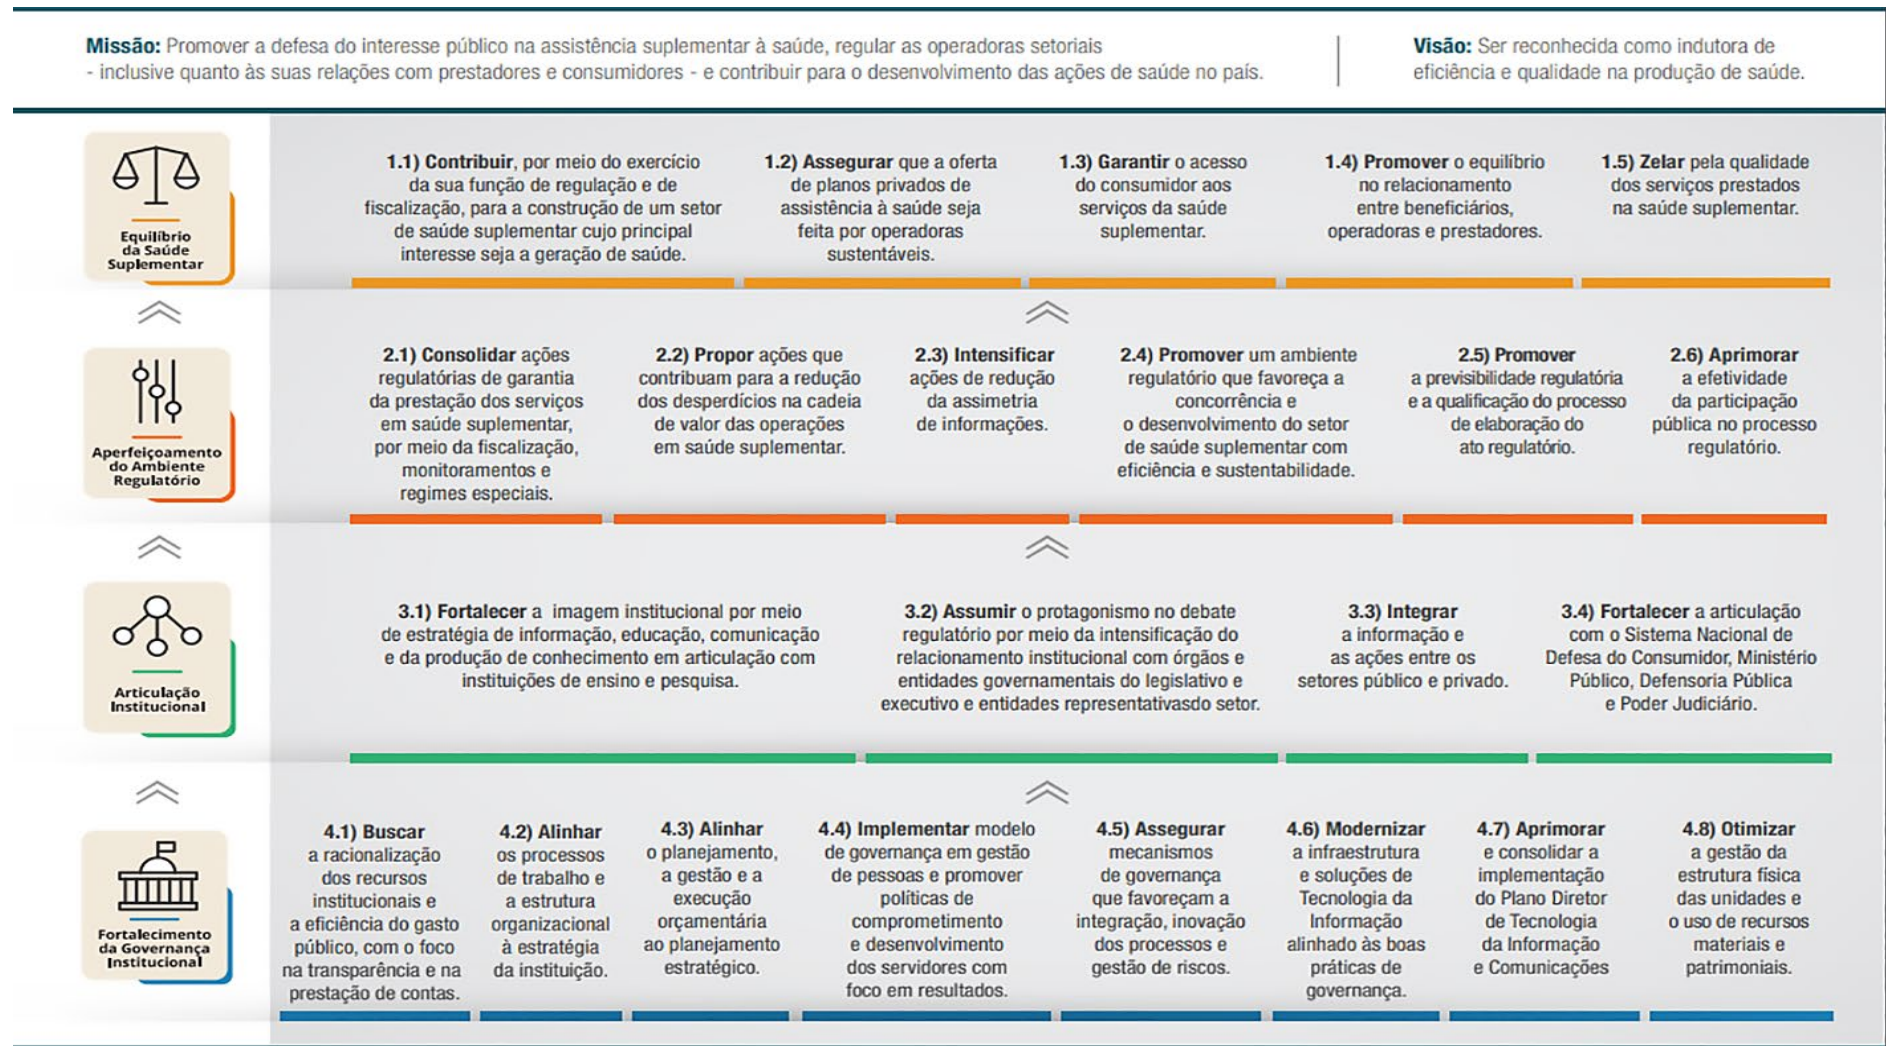 Missão: Promover a defesa do interesse público na assistência suplementar à saúde, regular as operadoras setoriais
- inclusive quanto às suas relações com prestadores e consumidores - e contribuir para o desenvolvimento das ações de saúde no país.
Visão: Ser reconhecida como indutora de
eficiência e qualidade na produção de saúde.
Equilíbrio
da Saúde
Suplementar
1.1) Contribuir, por meio do exercício
da sua função de regulação e de
fiscalização, para a construção de um setor
de saúde suplementar cujo principal
interesse seja a geração de saúde.
1.2) Assegurar que a oferta
de planos privados de
assistência à saúde seja
feita por operadoras
sustentáveis.
1.3) Garantir o acesso
do consumidor aos
serviços da saúde
suplementar.
1.4) Promover o equilíbrio
no relacionamento
entre beneficiários,
operadoras e prestadores.
1.5) Zelar pela qualidade
dos serviços prestados
na saúde suplementar.
Aperfeiçoamento
do Ambiente
Regulatório
2.1) Consolidar ações
regulatórias de garantia
da prestação dos serviços
em saúde suplementar,
por meio da fiscalização,
monitoramentos e
regimes especiais.
2.2) Propor ações que
contribuam para a redução
dos desperdícios na cadeia
de valor das operações
em saúde suplementar.
2.3) Intensificar
ações de redução
da assimetria
de informações.
2.4) Promover um ambiente
regulatório que favoreça a
concorrência e
o desenvolvimento do setor
de saúde suplementar com
eficiência e sustentabilidade.
2.5) Promover
a previsibilidade regulatória
e a qualificação do processo
de elaboração do
ato regulatório.
2.6) Aprimorar
a efetividade
da participação
pública no processo
regulatório.
Articulação
Institucional
3.1) Fortalecer a imagem institucional por meio
de estratégia de informação, educação, comunicação
e da produção de conhecimento em articulação com
instituições de ensino e pesquisa.
3.2) Assumir o protagonismo no debate
regulatório por meio da intensificação do
relacionamento institucional com órgãos e
entidades governamentais do legislativo e
executivo e entidades representativasdo setor.
3.3) Integrar
a informação e
as ações entre os
setores público e privado.
3.4) Fortalecer a articulação
com o Sistema Nacional de
Defesa do Consumidor, Ministério
Público, Defensoria Pública
e Poder Judiciário.
Fortalecimento
da Governança
Institucional
4.1) Buscar
a racionalização
dos recursos
institucionais e
a eficiência do gasto
público, com o foco
na transparência e na
prestação de contas.
4.2) Alinhar
os processos
de trabalho e
a estrutura
organizacional
à estratégia
da instituição.
4.3) Alinhar
o planejamento,
a gestão e a
execução
orçamentária
ao planejamento
estratégico.
4.4) Implementar modelo
de governança em gestão
de pessoas e promover
políticas de
comprometimento
e desenvolvimento
dos servidores com
foco em resultados.
4.5) Assegurar
mecanismos
de governança
que favoreçam a
integração, inovação
dos processos e
gestão de riscos.
4.6) Modernizar
a infraestrutura
e soluções de
Tecnologia da
Informação
alinhado às boas
práticas de
governança.
4.7) Aprimorar
e consolidar a
implementação
do Plano Diretor
de Tecnologia
da Informação
e Comunicações
4.8) Otimizar
a gestão da
estrutura física
das unidades e
o uso de recursos
materiais e
patrimoniais.